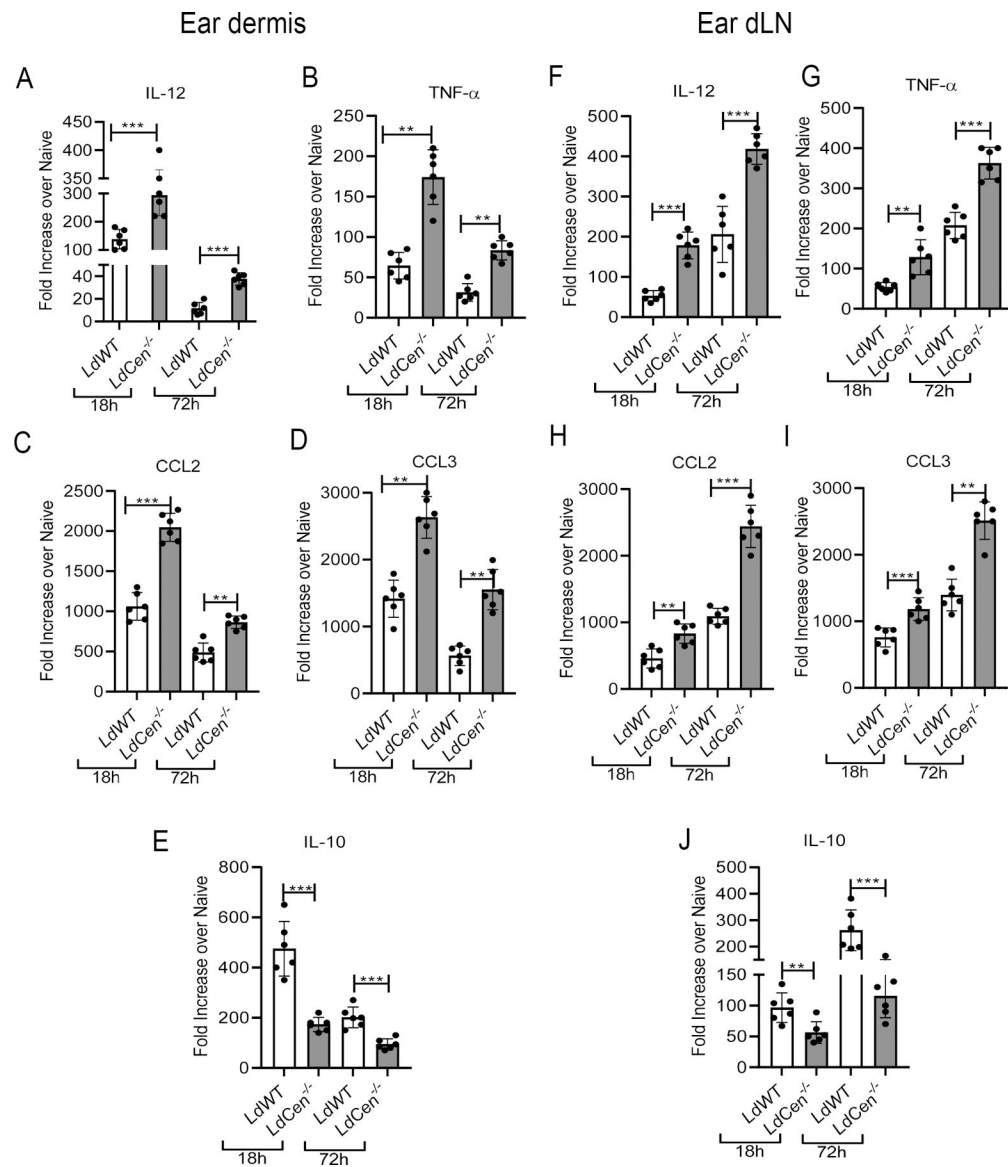 Ear dermis
Ear dLN
A
IL-12
Fold Increase over Naive
450
400
350
300
200
100
60
40
20
0
***
***
LdWT
LdCen-/-
LdWT
LdCen-/-
18h
72h
B
TNF-α
Fold Increase over Naive
250
200
150
100
50
0
**
**
LdWT
LdCen-/-
LdWT
LdCen-/-
18h
72h
F
IL-12
Fold Increase over Naive
500
400
300
200
100
0
***
***
LdWT
LdCen-/-
LdWT
LdCen-/-
18h
72h
G
TNF-α
Fold Increase over Naive
500
400
300
200
100
0
**
***
LdWT
LdCen-/-
LdWT
LdCen-/-
18h
72h
C
CCL2
Fold Increase over Naive
2500
2000
1500
1000
500
0
***
**
LdWT
LdCen-/-
LdWT
LdCen-/-
18h
72h
D
CCL3
Fold Increase over Naive
3000
2000
1000
0
**
**
LdWT
LdCen-/-
LdWT
LdCen-/-
18h
72h
H
CCL2
Fold Increase over Naive
3000
2000
1000
0
**
***
LdWT
LdCen-/-
LdWT
LdCen-/-
18h
72h
I
CCL3
Fold Increase over Naive
3000
2000
1000
0
***
**
LdWT
LdCen-/-
LdWT
LdCen-/-
18h
72h
E
IL-10
Fold Increase over Naive
800
600
400
200
0
***
***
LdWT
LdCen-/-
LdWT
LdCen-/-
18h
72h
J
IL-10
Fold Increase over Naive
500
400
300
200
150
100
50
0
**
***
LdWT
LdCen-/-
LdWT
LdCen-/-
18h
72h